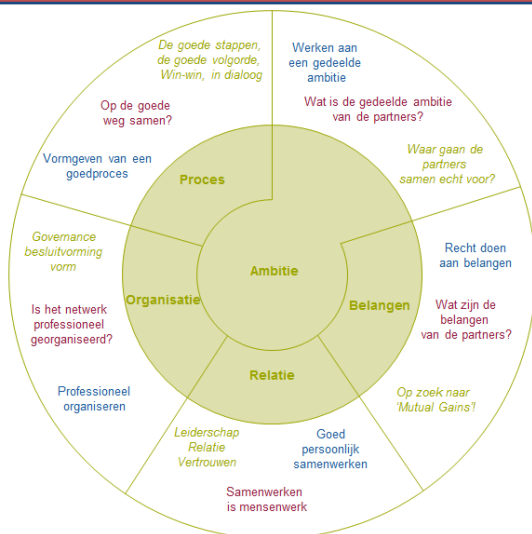 De goede stappen,
de goede volgorde,
Win-win, in dialoog
Op de goede
weg samen?
Vormgeven van een
goedproces
Proces
Werken aan
een gedeelde
ambitie
Wat is de gedeelde ambitie
van de partners?
Waar gaan de
partners
samen echt voor?
Ambitie
Recht doen
aan belangen
Wat zijn de
belangen
van de partners?
Op zoek naar
'Mutual Gains'!
Belangen
Relatie
Goed
persoonlijk
samenwerken
Samenwerken
is mensenwerk
Leiderschap
Relatie
Vertrouwen
Organisatie
Governance
besluitvorming
vorm
Is het netwerk
professioneel
georganiseerd?
Professioneel
organiseren